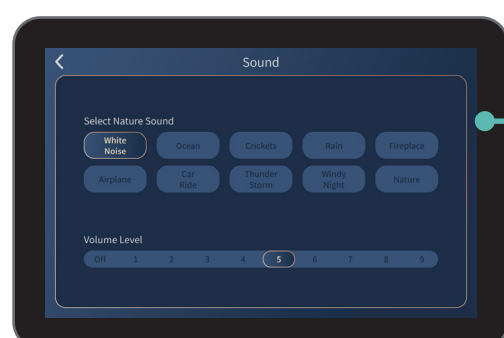 Sound
Select Nature Sound
White
Noise
Ocean
Crickets
Rain
Fireplace
Airplane
Car
Ride
Thunder
Storm
Windy
Night
Nature
Volume Level
Off 1 2 3 4 5 6 7 8 9